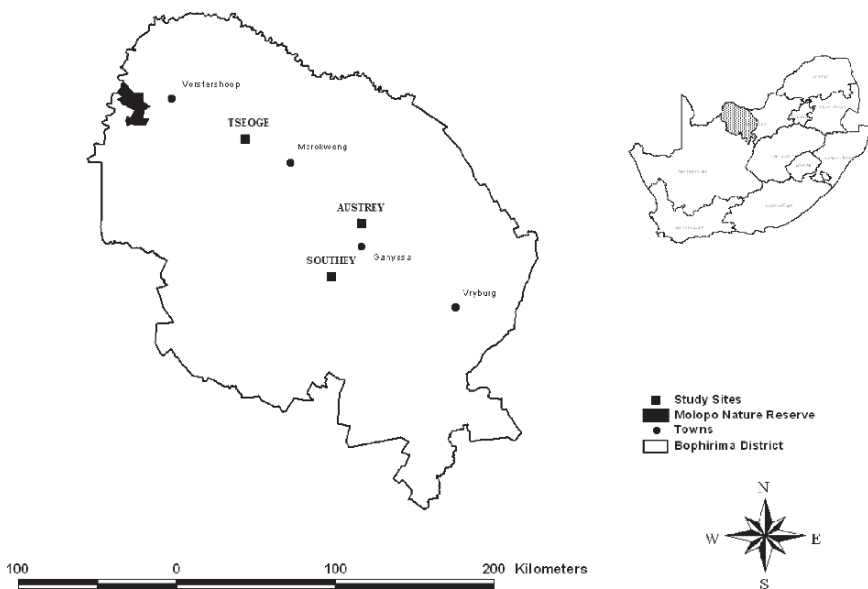 Vorstershoop
TSEOGE
Morokweng
AUSTREY
Ganyesa
SOUTHEY
Vryburg
Study Sites
Molopo Nature Reserve
Towns
Bophirima District
N
W
E
S
100
0
100
200
Kilometers